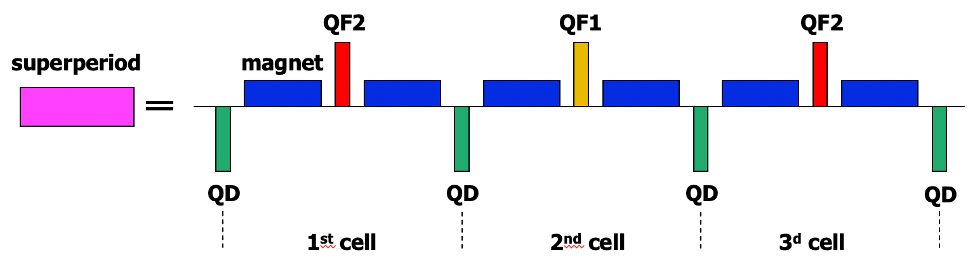 QF2 QF1 QF2
superperiod magnet
=
QD QD QD QD
1st cell 2nd cell 3d cell